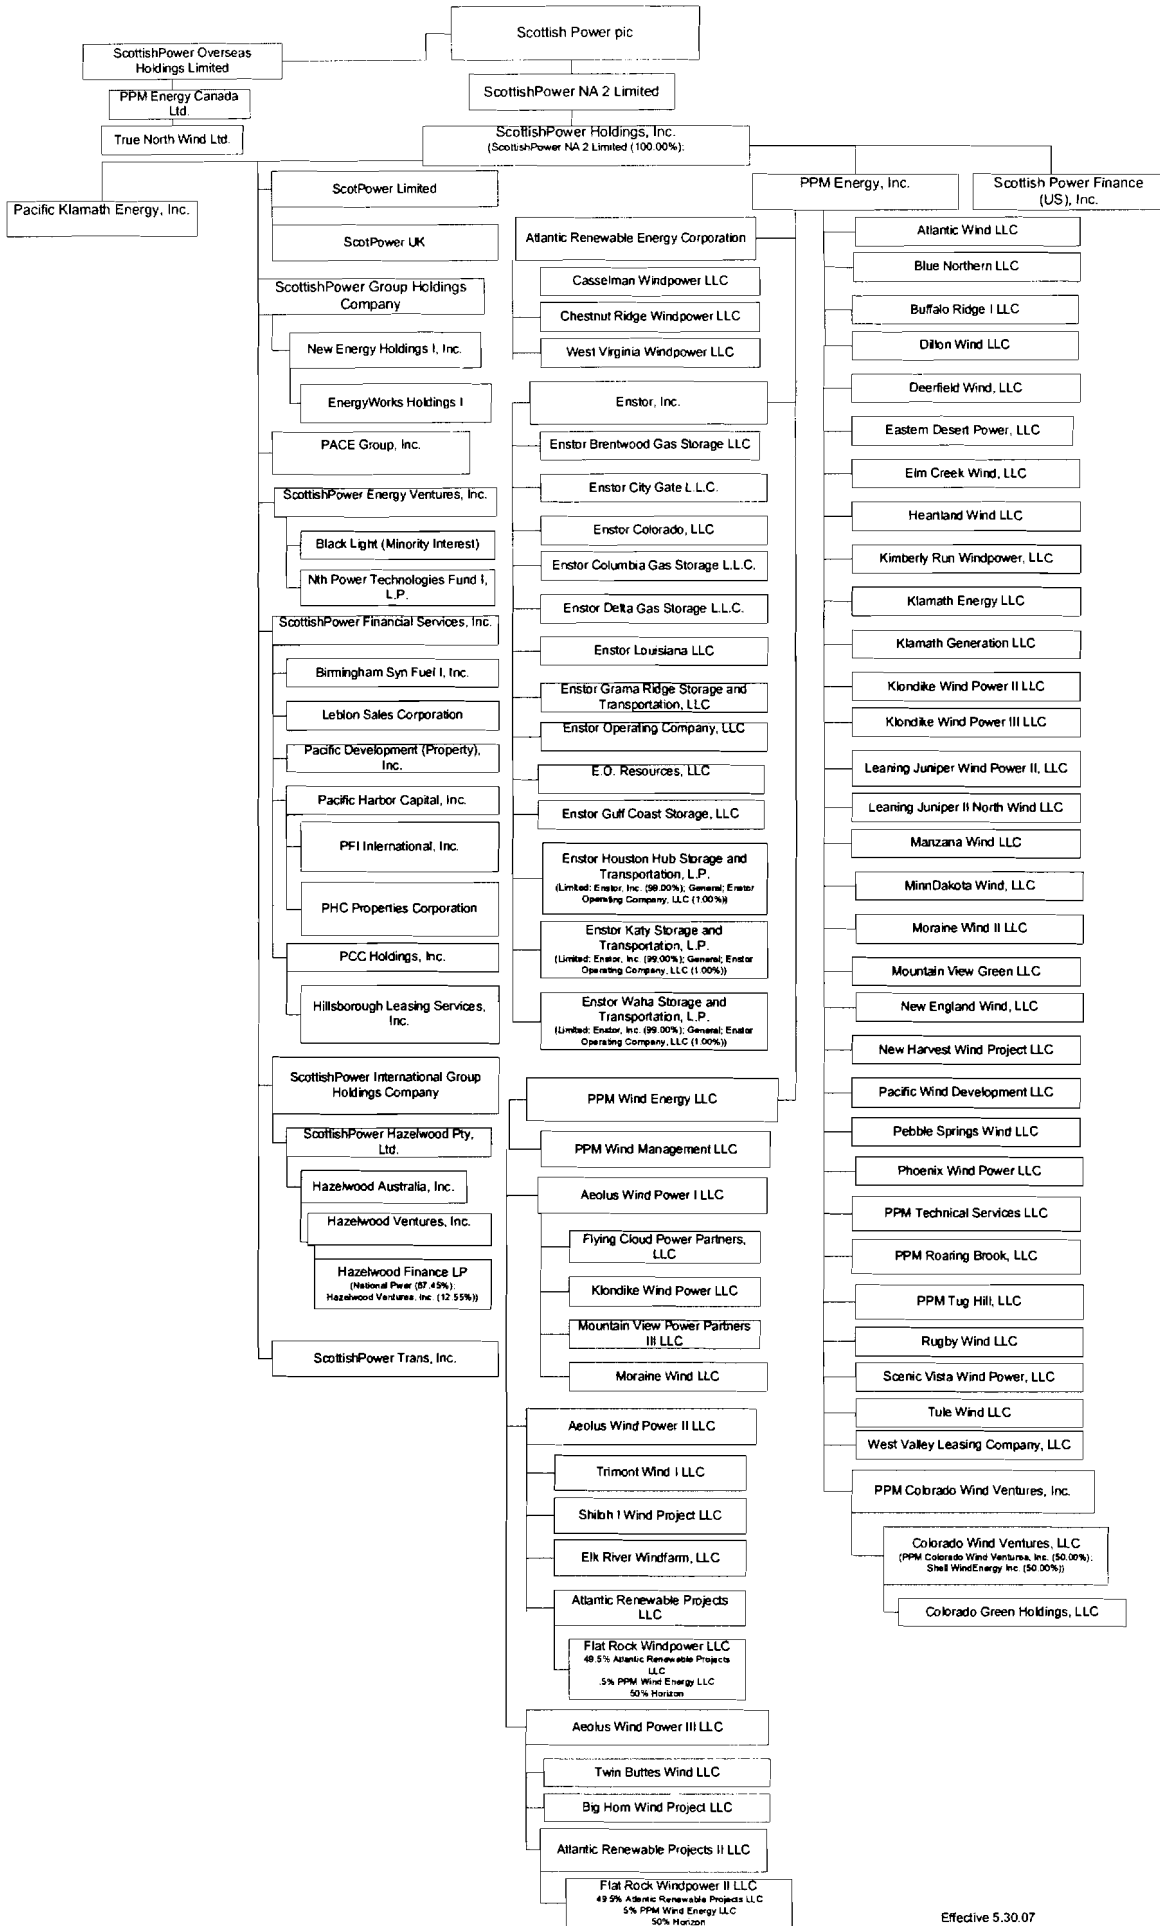 Scottish Power plc
ScottishPower Overseas
Holdings Limited
PPM Energy Canada
Ltd.
True North Wind Ltd.
ScottishPower NA 2 Limited
ScottishPower Holdings, Inc.
(ScottishPower NA 2 Limited (100.00%);
Pacific Klamath Energy, Inc.
ScotPower Limited
ScotPower UK
ScottishPower Group Holdings
Company
New Energy Holdings I, Inc.
EnergyWorks Holdings I
PACE Group, Inc.
ScottishPower Energy Ventures, Inc.
Black Light (Minority Interest)
Nth Power Technologies Fund I,
L.P.
ScottishPower Financial Services, Inc.
Birmingham Syn Fuel I, Inc.
Leblon Sales Corporation
Pacific Development (Property),
Inc.
Pacific Harbor Capital, Inc.
PFI International, Inc.
PHC Properties Corporation
PCC Holdings, Inc.
Hillsborough Leasing Services,
Inc.
ScottishPower International Group
Holdings Company
ScottishPower Hazelwood Pty,
Ltd.
Hazelwood Australia, Inc.
Hazelwood Ventures, Inc.
Hazelwood Finance LP
(National Pwer (87.45%);
Hazelwood Ventures, Inc. (12.55%))
ScottishPower Trans, Inc.
Atlantic Renewable Energy Corporation
Casselman Windpower LLC
Chestnut Ridge Windpower LLC
West Virginia Windpower LLC
Enstor, Inc.
Enstor Brentwood Gas Storage LLC
Enstor City Gate L.L.C.
Enstor Colorado, LLC
Enstor Columbia Gas Storage L.L.C.
Enstor Delta Gas Storage L.L.C.
Enstor Louisiana LLC
Enstor Grama Ridge Storage and
Transportation, LLC
Enstor Operating Company, LLC
E.O. Resources, LLC
Enstor Gulf Coast Storage, LLC
Enstor Houston Hub Storage and
Transportation, L.P.
(Limited: Enstor, Inc. (99.00%); General; Enstor
Operating Company, LLC (1.00%))
Enstor Katy Storage and
Transportation, L.P.
(Limited: Enstor, Inc. (99.00%); General; Enstor
Operating Company, LLC (1.00%))
Enstor Waha Storage and
Transportation, L.P.
(Limited: Enstor, Inc. (99.00%); General; Enstor
Operating Company, LLC (1.00%))
PPM Wind Energy LLC
PPM Wind Management LLC
Aeolus Wind Power I LLC
Flying Cloud Power Partners,
LLC
Klondike Wind Power LLC
Mountain View Power Partners
III LLC
Moraine Wind LLC
Aeolus Wind Power II LLC
Trimont Wind I LLC
Shiloh I Wind Project LLC
Elk River Windfarm, LLC
Atlantic Renewable Projects
LLC
Flat Rock Windpower LLC
49.5% Atlantic Renewable Projects
LLC
.5% PPM Wind Energy LLC
50% Horizon
Aeolus Wind Power III LLC
Twin Buttes Wind LLC
Big Horn Wind Project LLC
Atlantic Renewable Projects II LLC
Flat Rock Windpower II LLC
49.5% Atlantic Renewable Projects LLC
.5% PPM Wind Energy LLC
50% Horizon
PPM Energy, Inc.
Scottish Power Finance
(US), Inc.
Atlantic Wind LLC
Blue Northern LLC
Buffalo Ridge I LLC
Dillon Wind LLC
Deerfield Wind, LLC
Eastern Desert Power, LLC
Elm Creek Wind, LLC
Heartland Wind LLC
Kimberly Run Windpower, LLC
Klamath Energy LLC
Klamath Generation LLC
Klondike Wind Power II LLC
Klondike Wind Power III LLC
Leaning Juniper Wind Power II, LLC
Leaning Juniper II North Wind LLC
Manzana Wind LLC
MinnDakota Wind, LLC
Moraine Wind II LLC
Mountain View Green LLC
New England Wind, LLC
New Harvest Wind Project LLC
Pacific Wind Development LLC
Pebble Springs Wind LLC
Phoenix Wind Power LLC
PPM Technical Services LLC
PPM Roaring Brook, LLC
PPM Tug Hill, LLC
Rugby Wind LLC
Scenic Vista Wind Power, LLC
Tule Wind LLC
West Valley Leasing Company, LLC
PPM Colorado Wind Ventures, Inc.
Colorado Wind Ventures, LLC
(PPM Colorado Wind Ventures, Inc. (50.00%);
Shell WindEnergy Inc. (50.00%))
Colorado Green Holdings, LLC
Effective 5.30.07